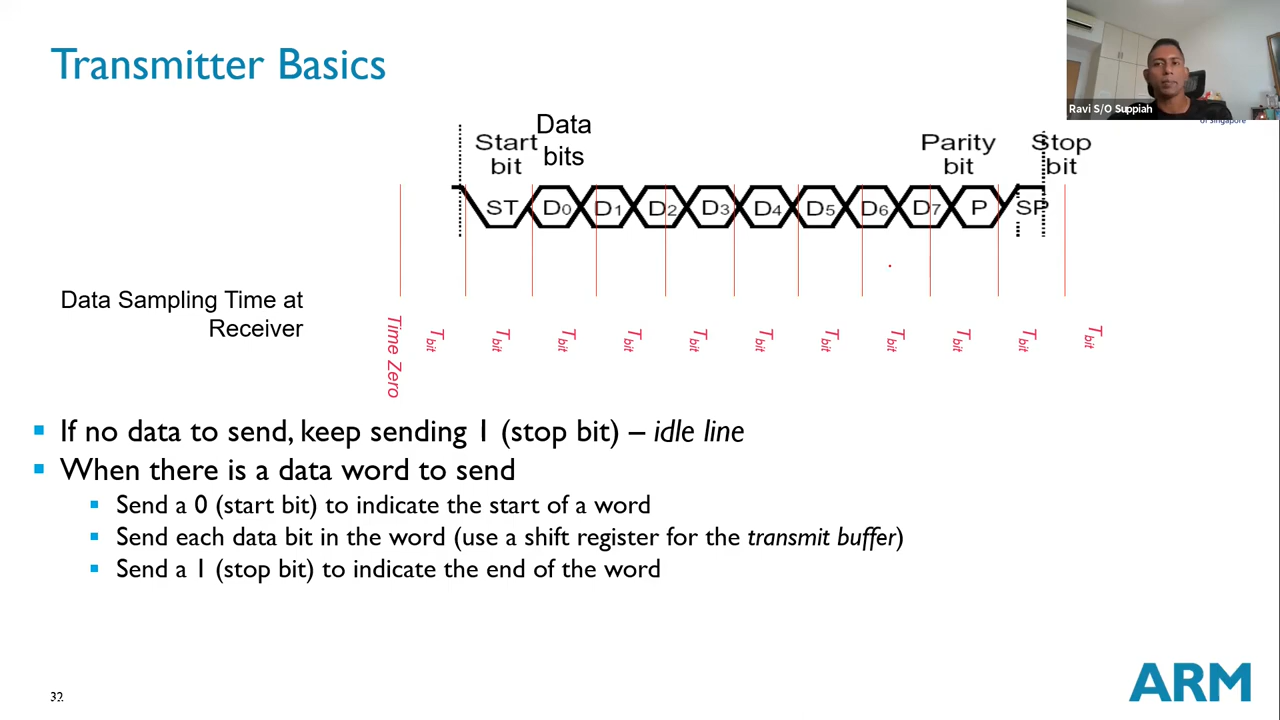 Transmitter Basics
Ravi S/O Suppiah
of Singapore
Start bit
Data bits
Parity bit
Stop bit
ST D0 D1 D2 D3 D4 D5 D6 D7 P SP
Data Sampling Time at
Receiver
Time Zero
Tbit Tbit Tbit Tbit Tbit Tbit Tbit Tbit Tbit Tbit Tbit
▪ If no data to send, keep sending 1 (stop bit) – idle line
▪ When there is a data word to send
▪ Send a 0 (start bit) to indicate the start of a word
▪ Send each data bit in the word (use a shift register for the transmit buffer)
▪ Send a 1 (stop bit) to indicate the end of the word
ARM